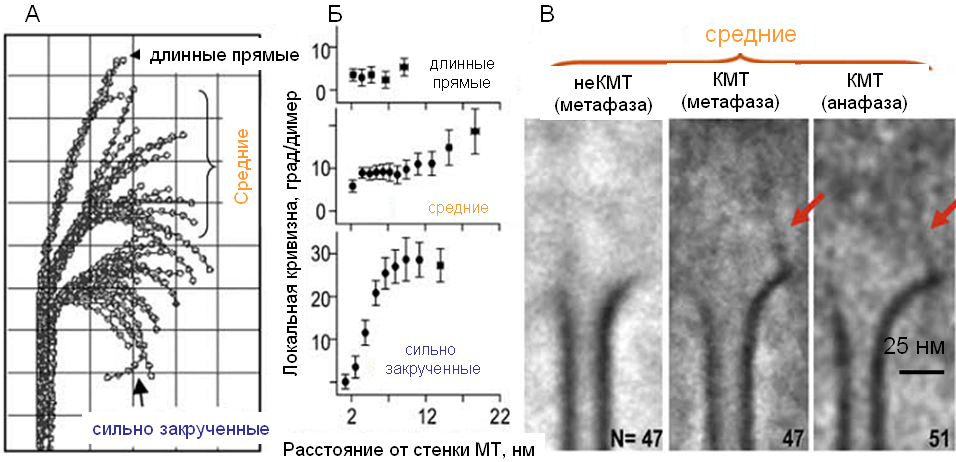 А
длинные прямые
Средние
сильно закрученные
Б
Локальная кривизна, град/димер
10
0
длинные
прямые
20
10
0
средние
30
20
сильно
закрученные
2
12
22
Расстояние от стенки МТ, нм
В
средние
неКМТ
(метафаза)
КМТ
(метафаза)
КМТ
(анафаза)
25 нм
N= 47
47
51